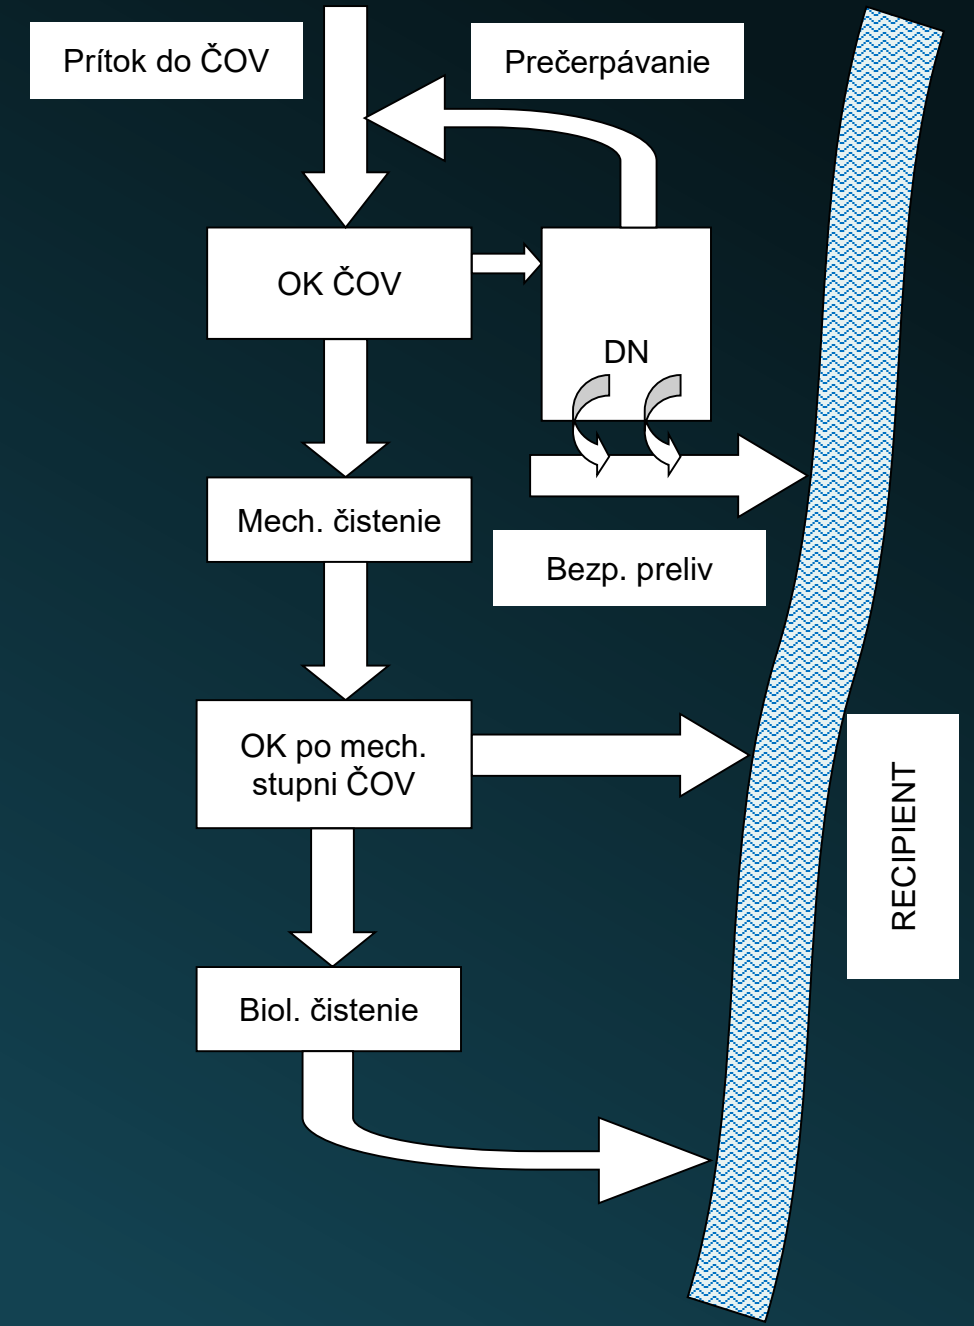 Prítok do ČOV
Prečerpávanie
OK ČOV
DN
Mech. čistenie
Bezp. preliv
OK po mech.
stupni ČOV
RECIPIENT
Biol. čistenie